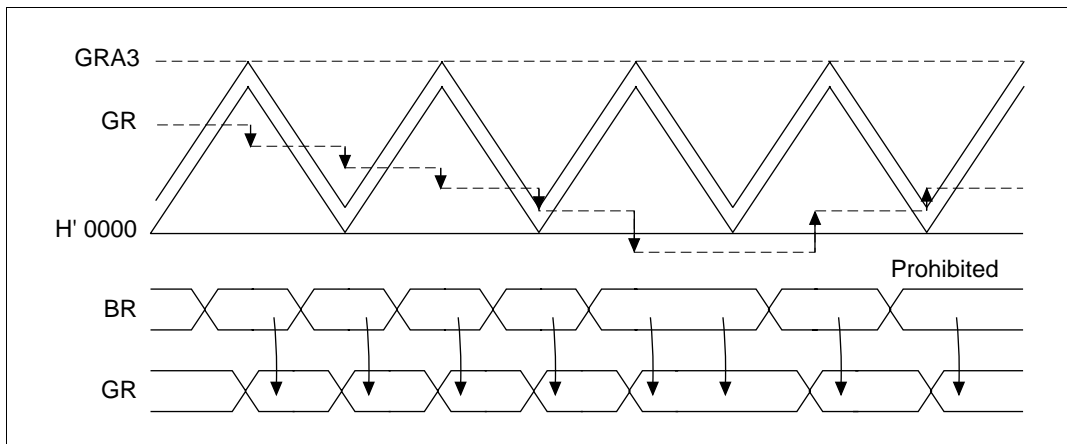 GRA3
GR
H' 0000
Prohibited
BR
GR